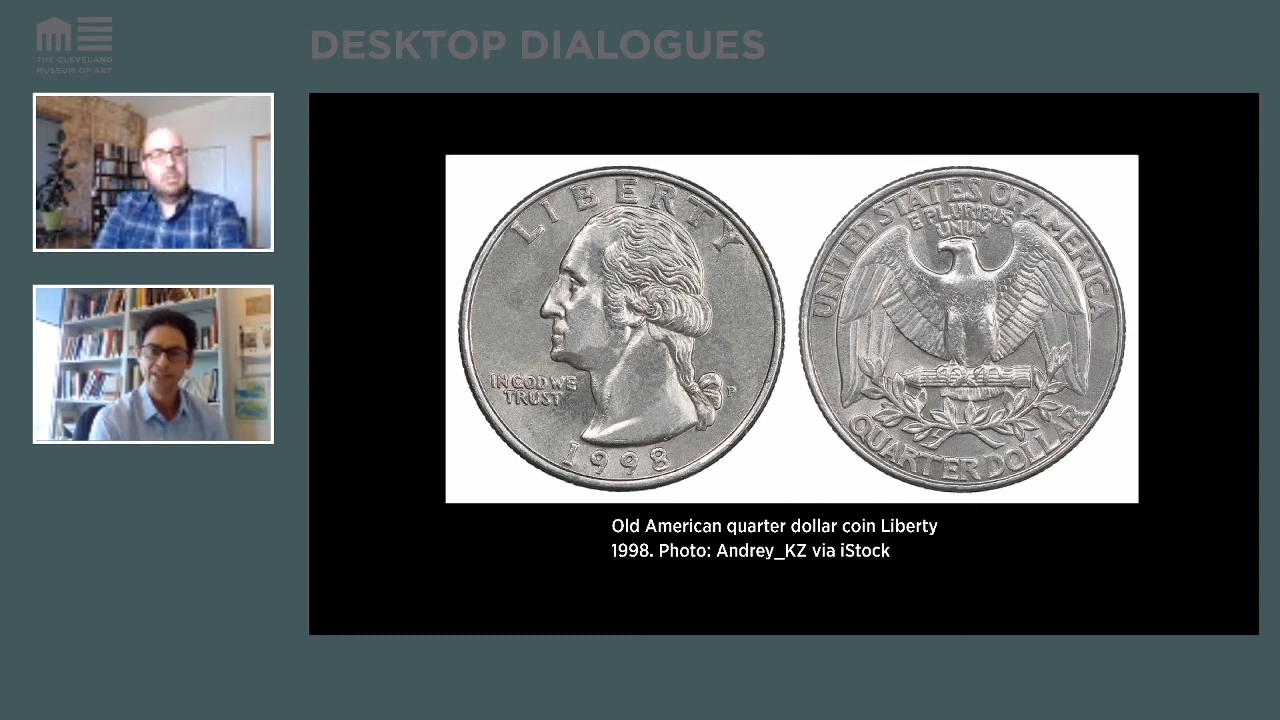 THE CLEVELAND
MUSEUM OF ART
DESKTOP DIALOGUES
LIBERTY
IN GOD WE
TRUST
P
1998
UNITED STATES OF AMERICA
E PLURIBUS
UNUM
QUARTER DOLLAR
Old American quarter dollar coin Liberty
1998. Photo: Andrey_KZ via iStock